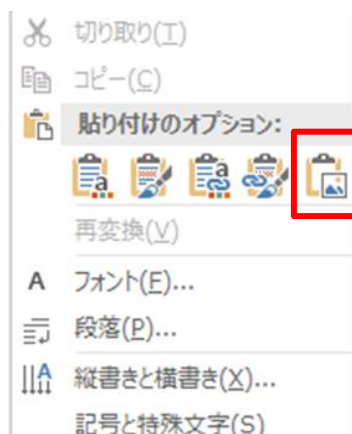 切り取り(T)
コピー(C)
貼り付けのオプション:
再変換(V)
フォント(F)...
段落(P)...
縦書きと横書き(X)...
記号と特殊文字(S)